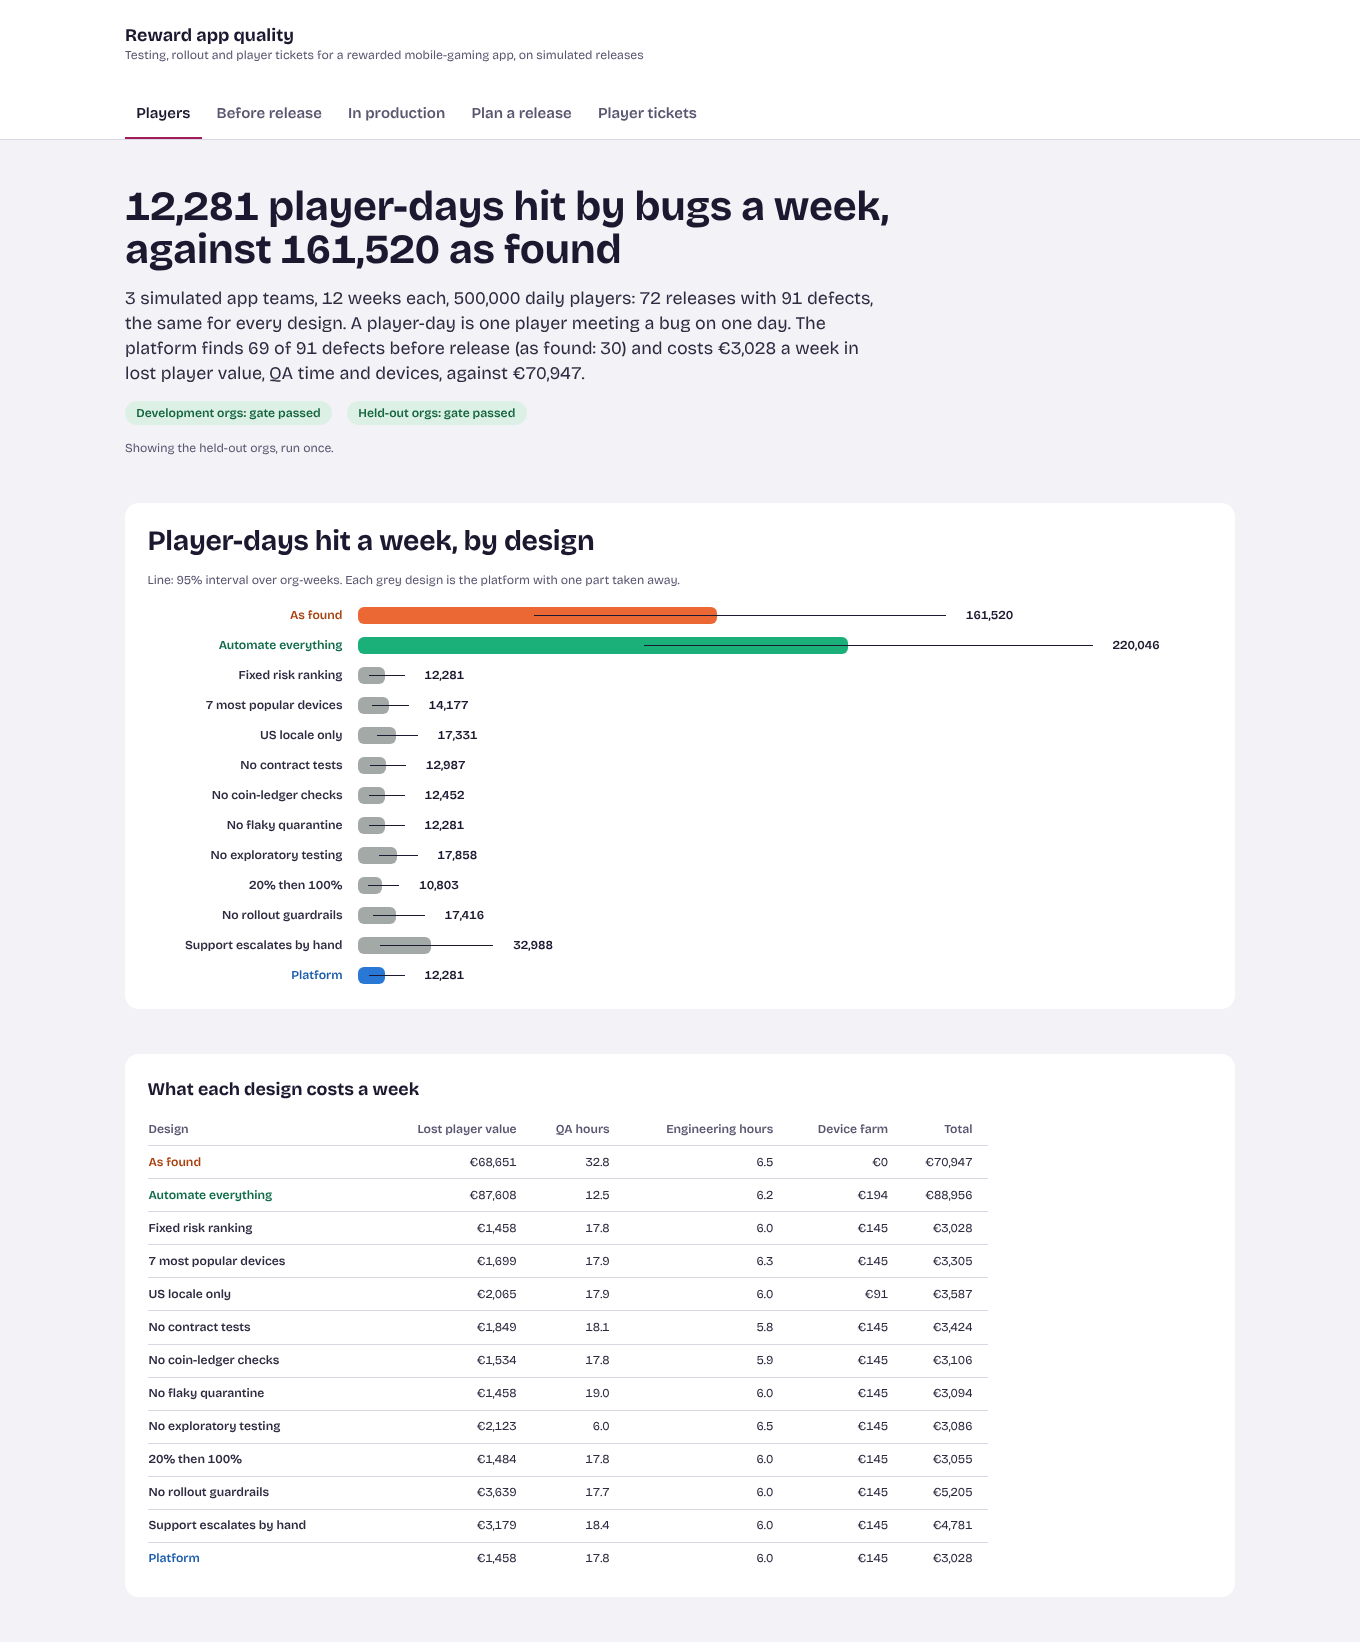 Reward app quality
Testing, rollout and player tickets for a rewarded mobile-gaming app, on simulated releases
Players Before release In production Plan a release Player tickets
12,281 player-days hit by bugs a week,
against 161,520 as found
3 simulated app teams, 12 weeks each, 500,000 daily players: 72 releases with 91 defects,
the same for every design. A player-day is one player meeting a bug on one day. The
platform finds 69 of 91 defects before release (as found: 30) and costs €3,028 a week in
lost player value, QA time and devices, against €70,947.
Development orgs: gate passed Held-out orgs: gate passed
Showing the held-out orgs, run once.
Player-days hit a week, by design
Line: 95% interval over org-weeks. Each grey design is the platform with one part taken away.
As found 161,520
Automate everything 220,046
Fixed risk ranking 12,281
7 most popular devices 14,177
US locale only 17,331
No contract tests 12,987
No coin-ledger checks 12,452
No flaky quarantine 12,281
No exploratory testing 17,858
20% then 100% 10,803
No rollout guardrails 17,416
Support escalates by hand 32,988
Platform 12,281
What each design costs a week
Design Lost player value QA hours Engineering hours Device farm Total
As found €68,651 32.8 6.5 €0 €70,947
Automate everything €87,608 12.5 6.2 €194 €88,956
Fixed risk ranking €1,458 17.8 6.0 €145 €3,028
7 most popular devices €1,699 17.9 6.3 €145 €3,305
US locale only €2,065 17.9 6.0 €91 €3,587
No contract tests €1,849 18.1 5.8 €145 €3,424
No coin-ledger checks €1,534 17.8 5.9 €145 €3,106
No flaky quarantine €1,458 19.0 6.0 €145 €3,094
No exploratory testing €2,123 6.0 6.5 €145 €3,086
20% then 100% €1,484 17.8 6.0 €145 €3,055
No rollout guardrails €3,639 17.7 6.0 €145 €5,205
Support escalates by hand €3,179 18.4 6.0 €145 €4,781
Platform €1,458 17.8 6.0 €145 €3,028